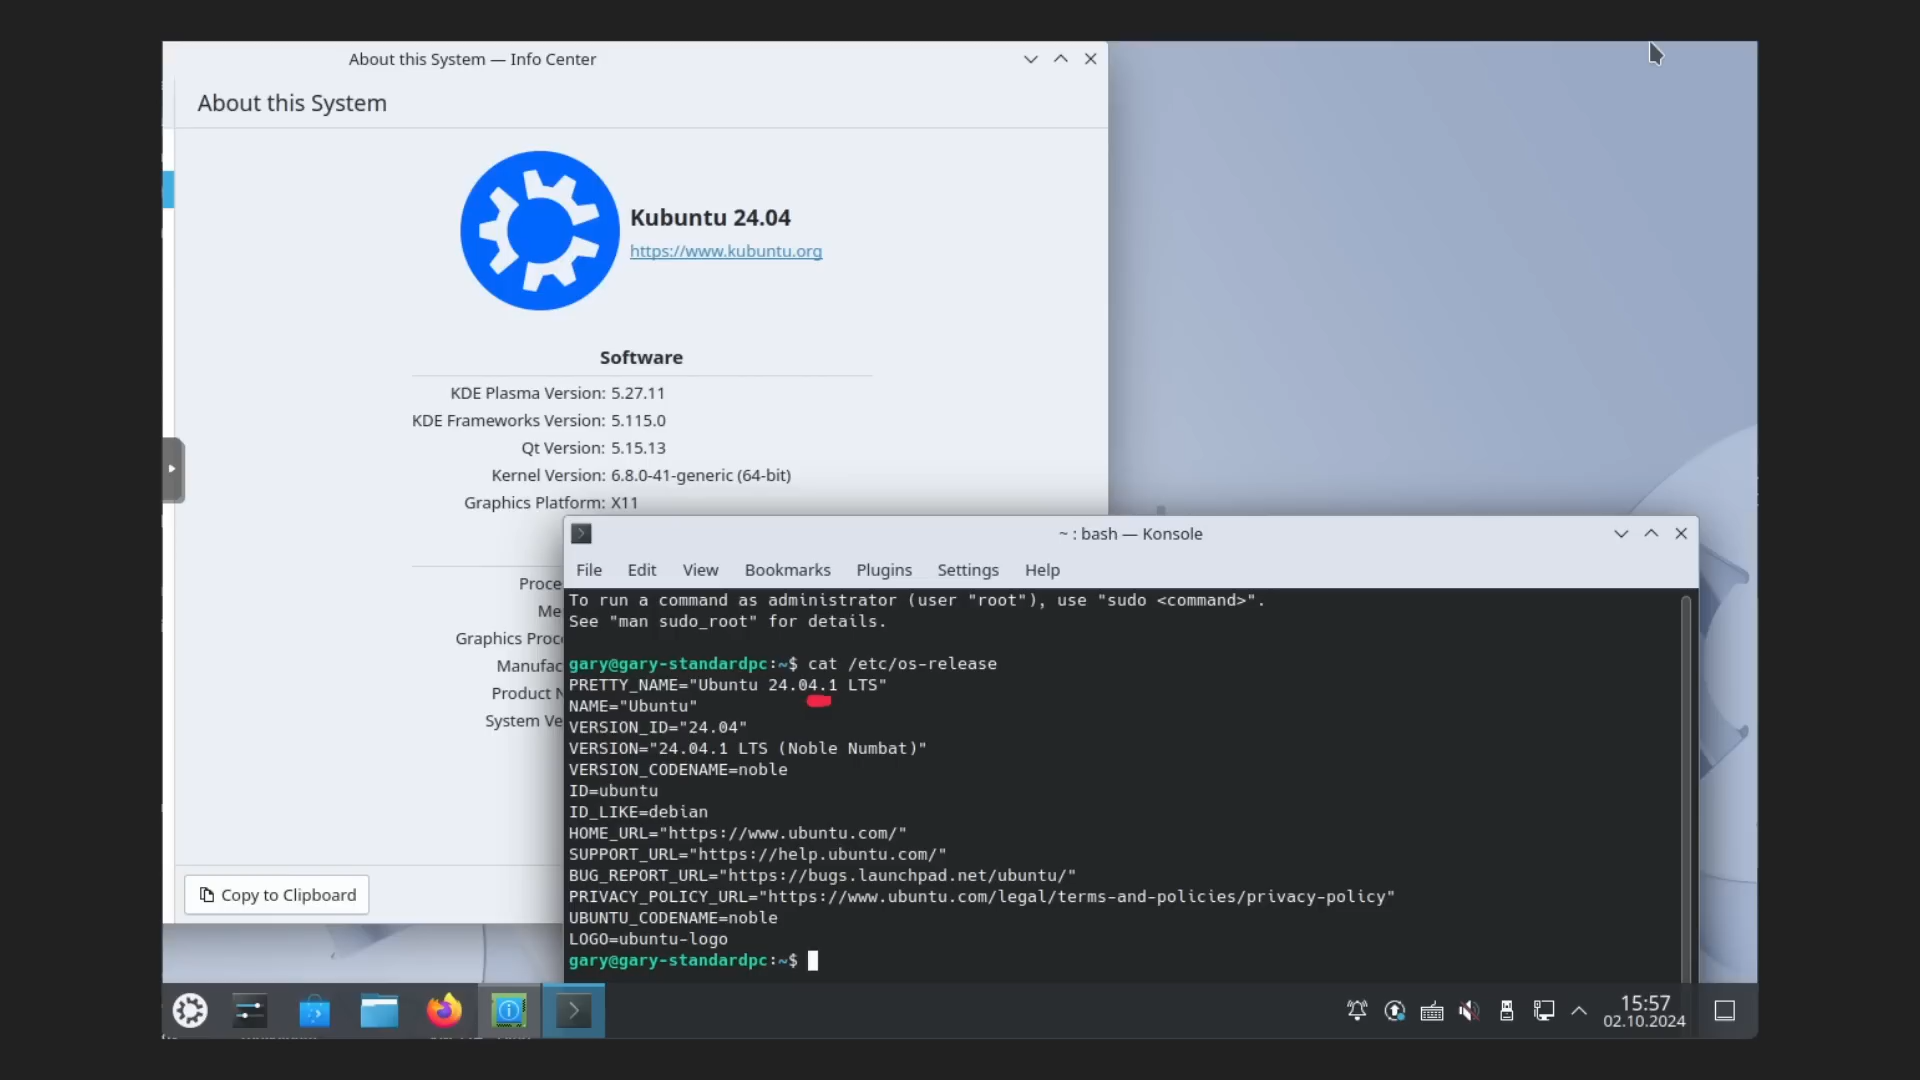 About this System — Info Center
About this System
Kubuntu 24.04
https://www.kubuntu.org
Software
KDE Plasma Version: 5.27.11
KDE Frameworks Version: 5.115.0
Qt Version: 5.15.13
Kernel Version: 6.8.0-41-generic (64-bit)
Graphics Platform: X11
Proce
Me
Graphics Proc
Manufac
Product N
System Ve
Copy to Clipboard
~ : bash — Konsole
File Edit View Bookmarks Plugins Settings Help
To run a command as administrator (user "root"), use "sudo <command>".
See "man sudo_root" for details.
gary@gary-standardpc:~$ cat /etc/os-release
PRETTY_NAME="Ubuntu 24.04.1 LTS"
NAME="Ubuntu"
VERSION_ID="24.04"
VERSION="24.04.1 LTS (Noble Numbat)"
VERSION_CODENAME=noble
ID=ubuntu
ID_LIKE=debian
HOME_URL="https://www.ubuntu.com/"
SUPPORT_URL="https://help.ubuntu.com/"
BUG_REPORT_URL="https://bugs.launchpad.net/ubuntu/"
PRIVACY_POLICY_URL="https://www.ubuntu.com/legal/terms-and-policies/privacy-policy"
UBUNTU_CODENAME=noble
LOGO=ubuntu-logo
gary@gary-standardpc:~$
15:57
02.10.2024